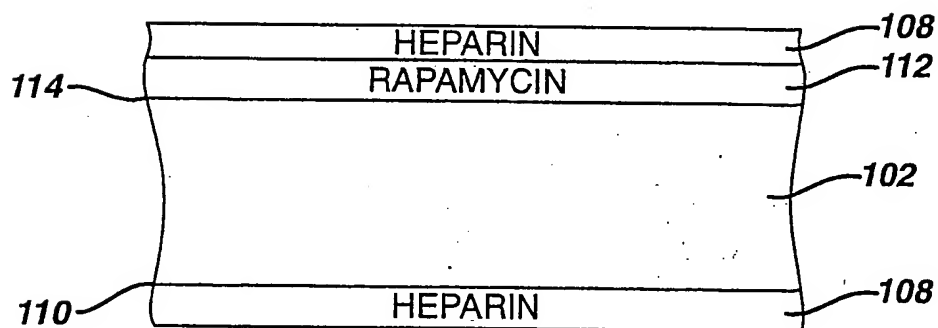 HEPARIN 108
RAPAMYCIN 112
114
102
110 HEPARIN 108